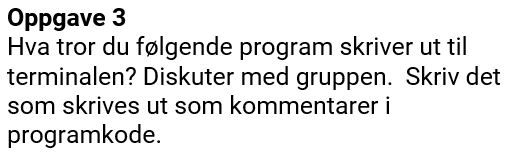 Oppgave 3
Hva tror du følgende program skriver ut til
terminalen? Diskuter med gruppen.  Skriv det
som skrives ut som kommentarer i
programkode.